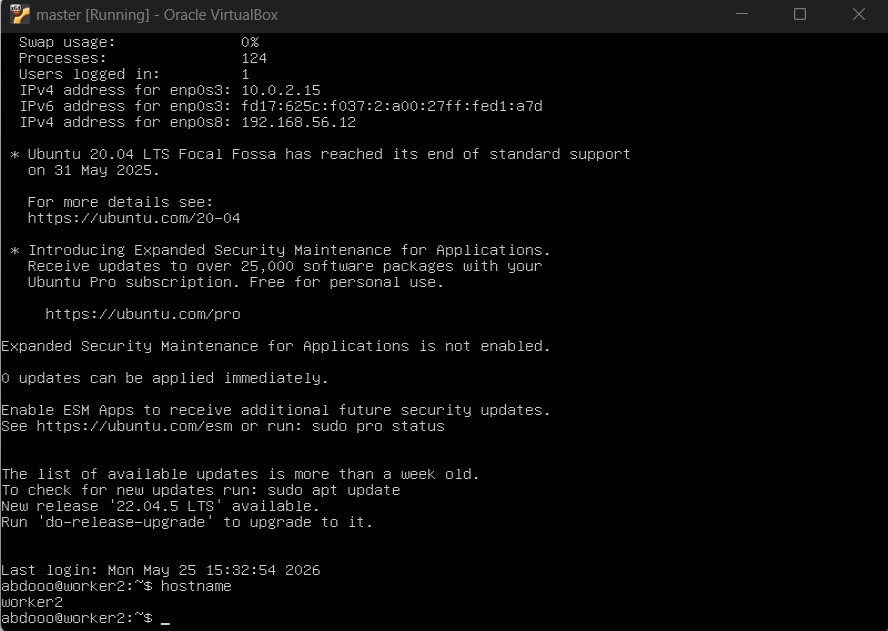 master [Running] - Oracle VirtualBox
Swap usage: 0%
Processes: 124
Users logged in: 1
IPv4 address for enp0s3: 10.0.2.15
IPv6 address for enp0s3: fd17:625c:f037:2:a00:27ff:fed1:a7d
IPv4 address for enp0s8: 192.168.56.12
* Ubuntu 20.04 LTS Focal Fossa has reached its end of standard support
on 31 May 2025.
For more details see:
https://ubuntu.com/20-04
* Introducing Expanded Security Maintenance for Applications.
Receive updates to over 25,000 software packages with your
Ubuntu Pro subscription. Free for personal use.
https://ubuntu.com/pro
Expanded Security Maintenance for Applications is not enabled.
0 updates can be applied immediately.
Enable ESM Apps to receive additional future security updates.
See https://ubuntu.com/esm or run: sudo pro status
The list of available updates is more than a week old.
To check for new updates run: sudo apt update
New release '22.04.5 LTS' available.
Run 'do-release-upgrade' to upgrade to it.
Last login: Mon May 25 15:32:54 2026
abdooo@worker2:~$ hostname
worker2
abdooo@worker2:~$ _